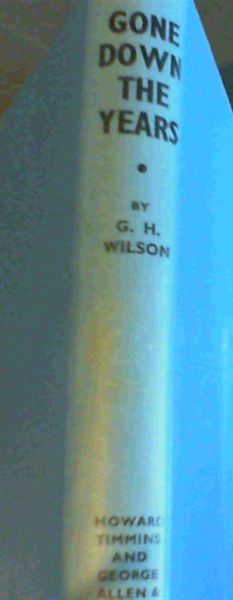 GONE
DOWN
THE
YEARS
•
BY
G. H.
WILSON
HOWARD
TIMMINS
AND
GEORGE
ALLEN &